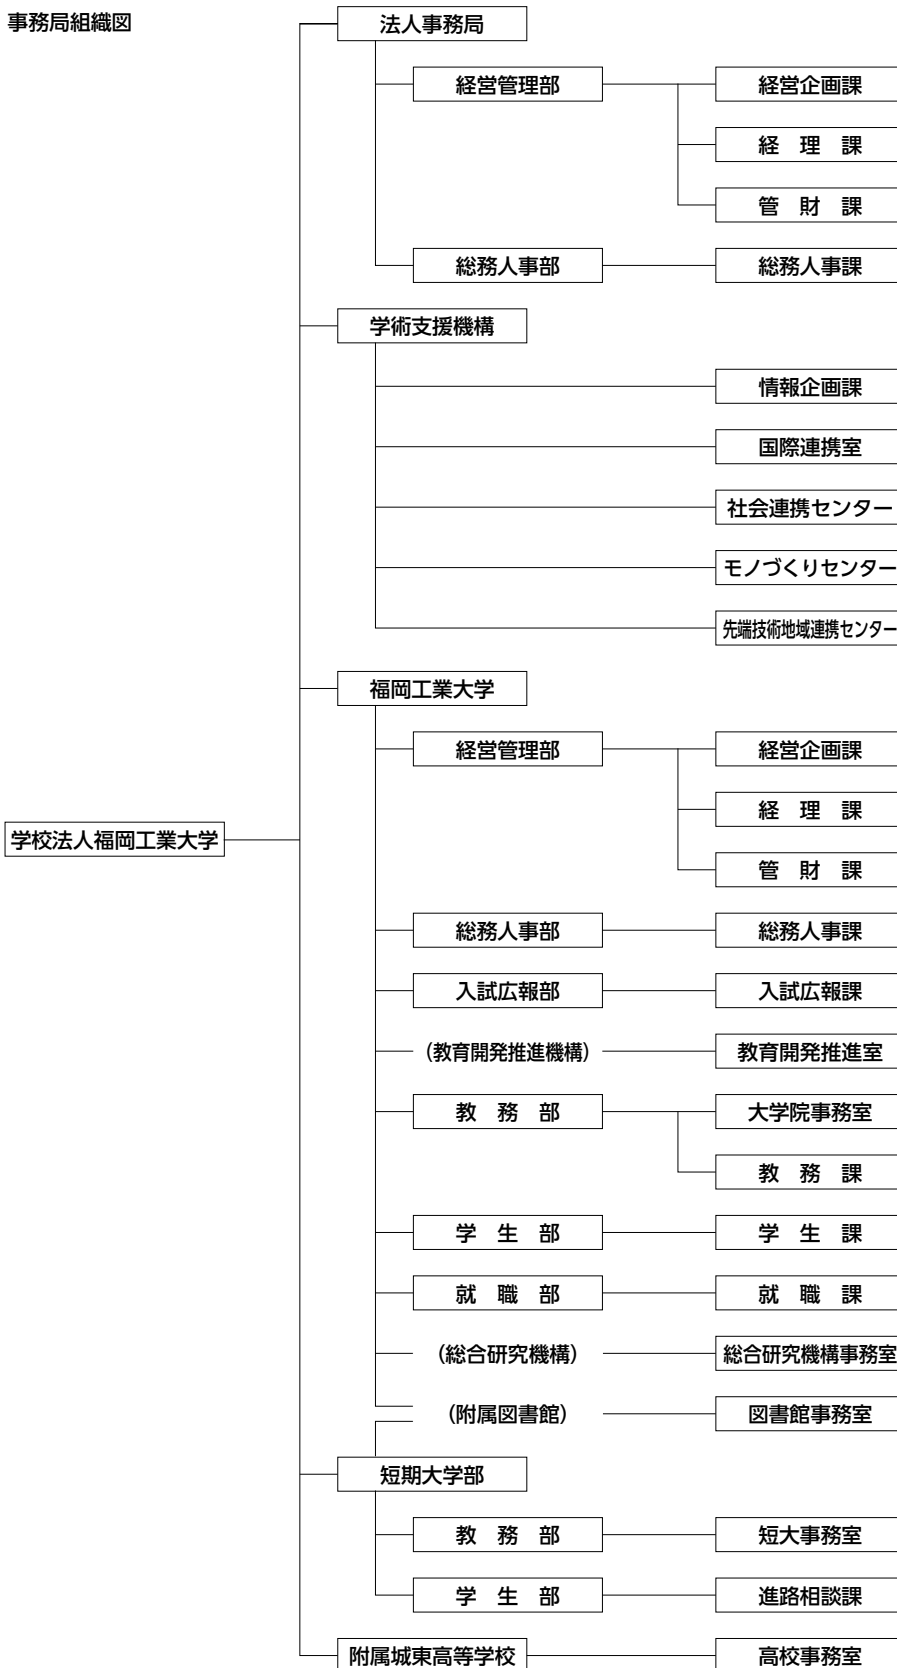 事務局組織図
法人事務局
経営管理部 経営企画課
経 理 課
管 財 課
総務人事部 総務人事課
学術支援機構
情報企画課
国際連携室
社会連携センター
モノづくりセンター
先端技術地域連携センター
福岡工業大学
経営管理部 経営企画課
経 理 課
学校法人福岡工業大学
管 財 課
総務人事部 総務人事課
入試広報部 入試広報課
（教育開発推進機構） 教育開発推進室
教 務 部 大学院事務室
教 務 課
学 生 部 学 生 課
就 職 部 就 職 課
（総合研究機構） 総合研究機構事務室
（附属図書館） 図書館事務室
短期大学部
教 務 部 短大事務室
学 生 部 進路相談課
附属城東高等学校 高校事務室